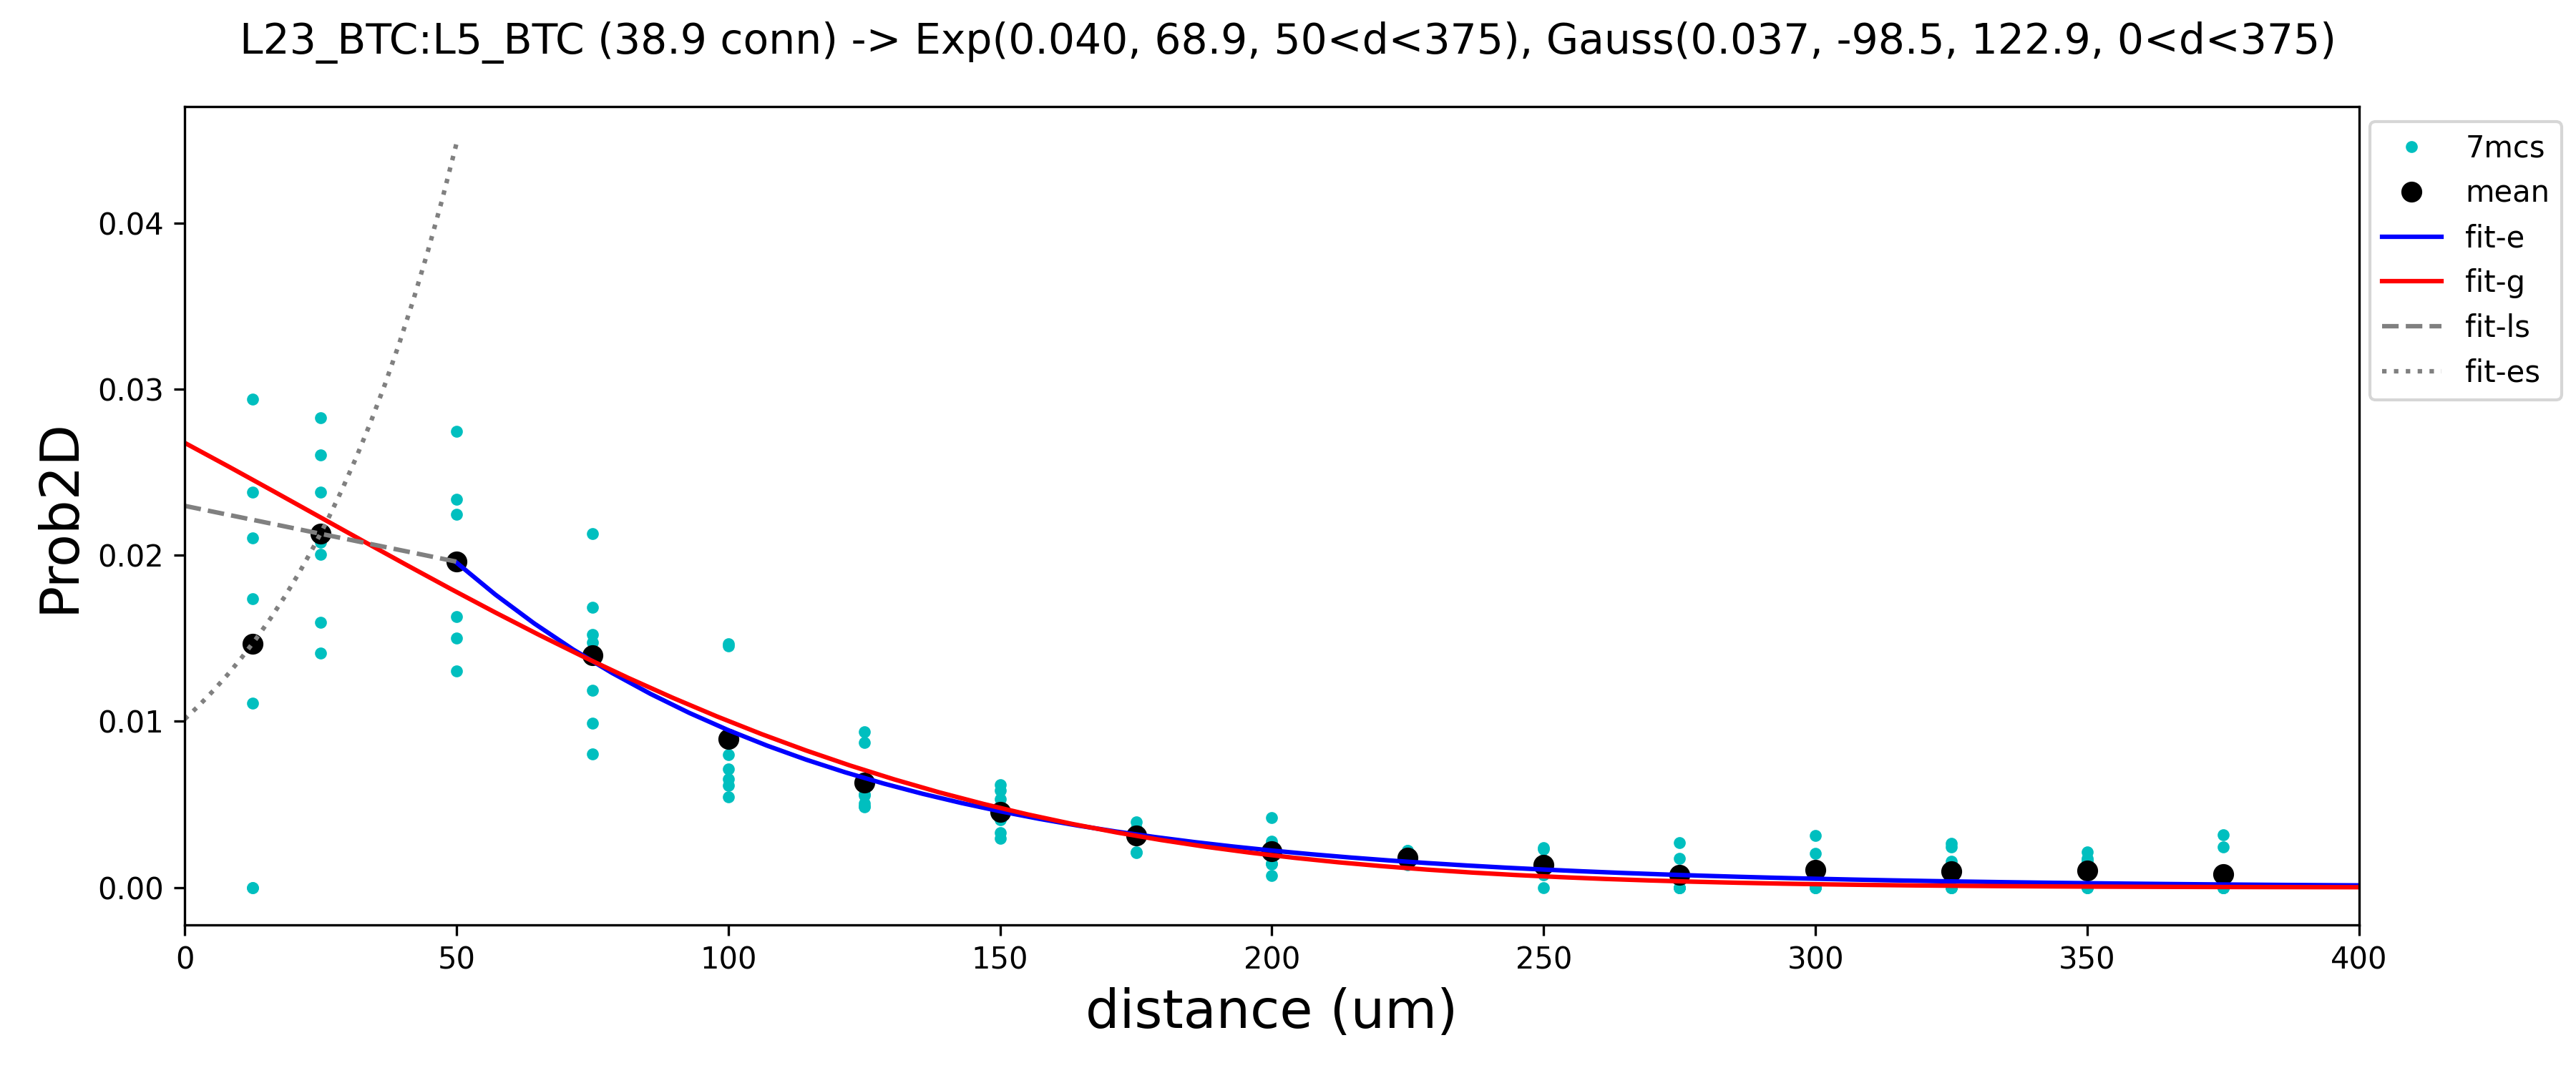 L23_BTC:L5_BTC (38.9 conn) -> Exp(0.040, 68.9, 50<d<375), Gauss(0.037, -98.5, 122.9, 0<d<375)
7mcs
mean
fit-e
fit-g
fit-ls
fit-es
Prob2D
0.04
0.03
0.02
0.01
0.00
0 50 100 150 200 250 300 350 400
distance (um)